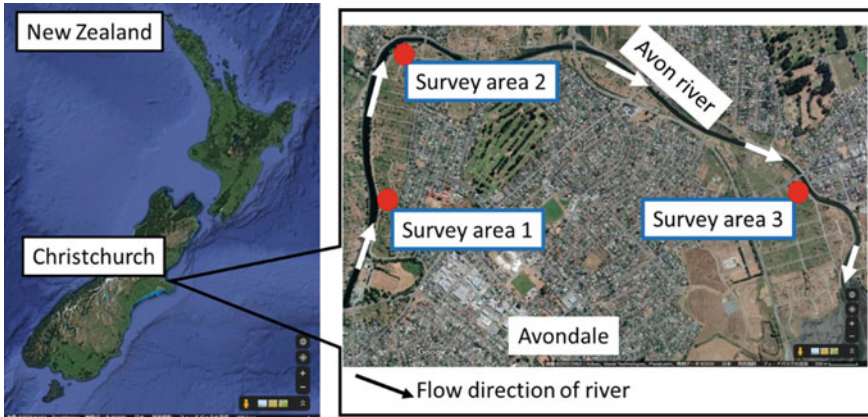 New Zealand
Christchurch
Survey area 2
Avon river
Survey area 1
Survey area 3
Avondale
Google
Flow direction of river